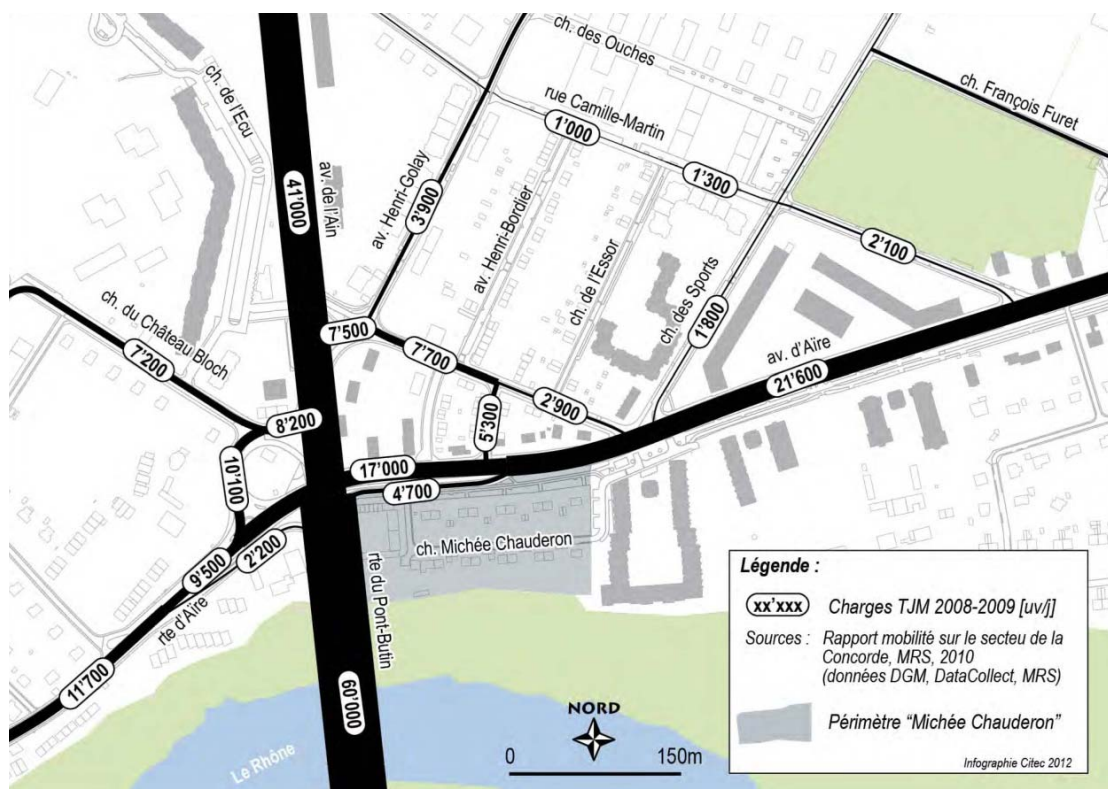 ch. des Ouches
ch. de l'Ecu
rue Camille-Martin
1'000
ch. François Furet
41'000
av. de l'Ain
av. Henri-Golay
3'900
1'300
av. Henri-Bordier
ch. de l'Essor
2'100
ch. des Sports
1'800
ch. du Château Bloch
7'200
7'500
7'700
av. d'Aïre
21'600
2'900
8'200
5'300
10'100
17'000
4'700
ch. Michée Chauderon
9'500
2'200
rte d'Aïre
rte du Pont-Butin
11'700
60'000
Le Rhône
NORD
0 150m
Légende :
xx'xxx Charges TJM 2008-2009 [uv/j]
Sources : Rapport mobilité sur le secteu de la
Concorde, MRS, 2010
(données DGM, DataCollect, MRS)
Périmètre "Michée Chauderon"
Infographie Citec 2012